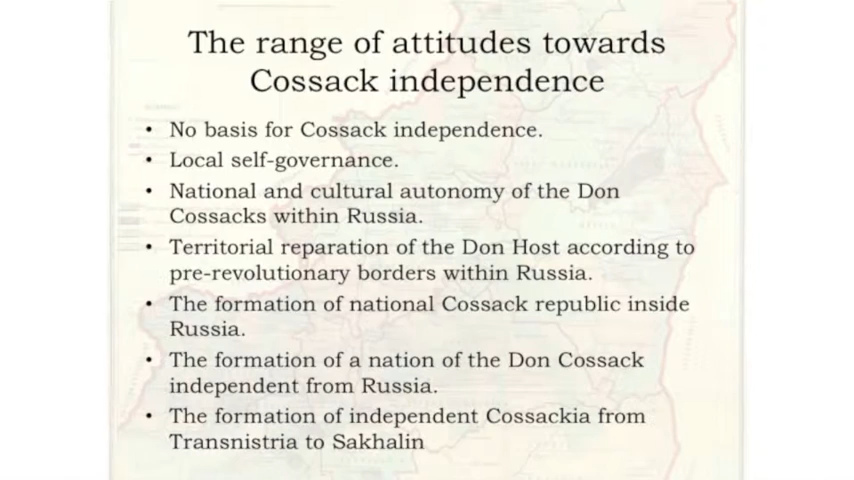 The range of attitudes towards
Cossack independence
• No basis for Cossack independence.
• Local self-governance.
• National and cultural autonomy of the Don
Cossacks within Russia.
• Territorial reparation of the Don Host according to
pre-revolutionary borders within Russia.
• The formation of national Cossack republic inside
Russia.
• The formation of a nation of the Don Cossack
independent from Russia.
• The formation of independent Cossackia from
Transnistria to Sakhalin